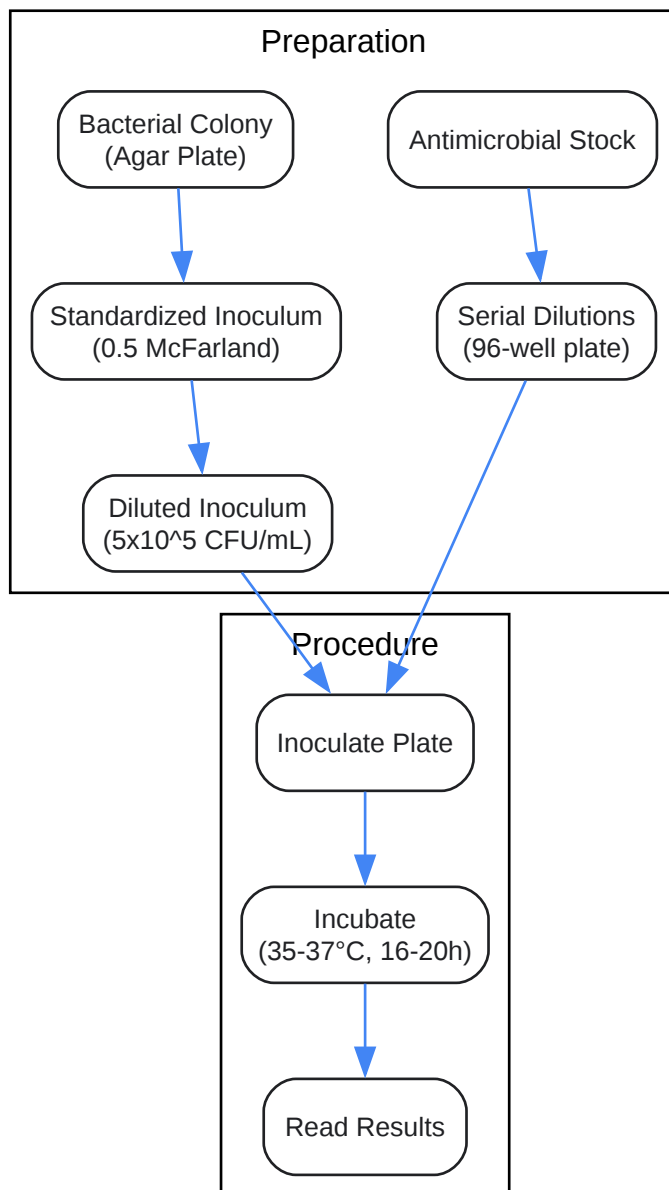 Preparation
Bacterial Colony
(Agar Plate)
Antimicrobial Stock
Standardized Inoculum
(0.5 McFarland)
Serial Dilutions
(96-well plate)
Diluted Inoculum
(5x10^5 CFU/mL)
Procedure
Inoculate Plate
Incubate
(35-37°C, 16-20h)
Read Results